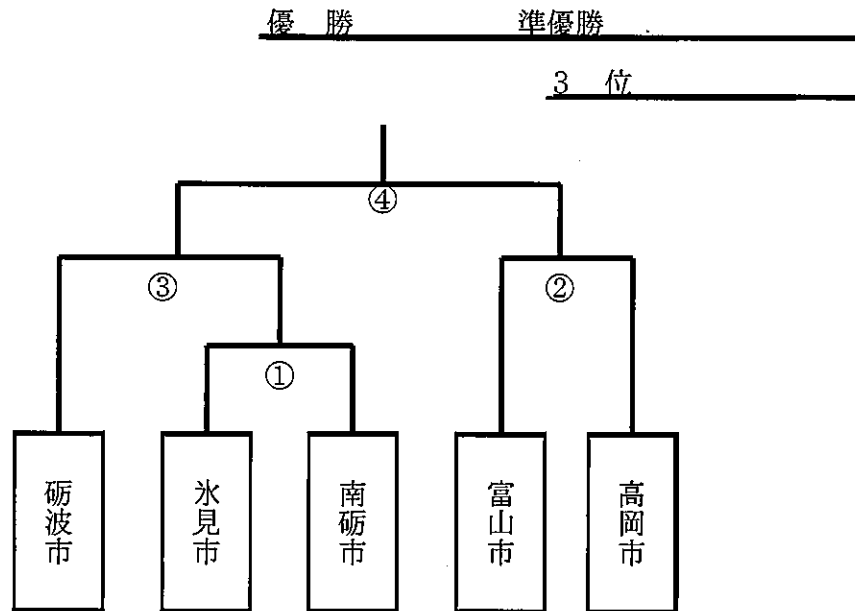 優　勝　　　　　準優勝
３　位
④
③
②
①
砺波市
氷見市
南砺市
富山市
高岡市